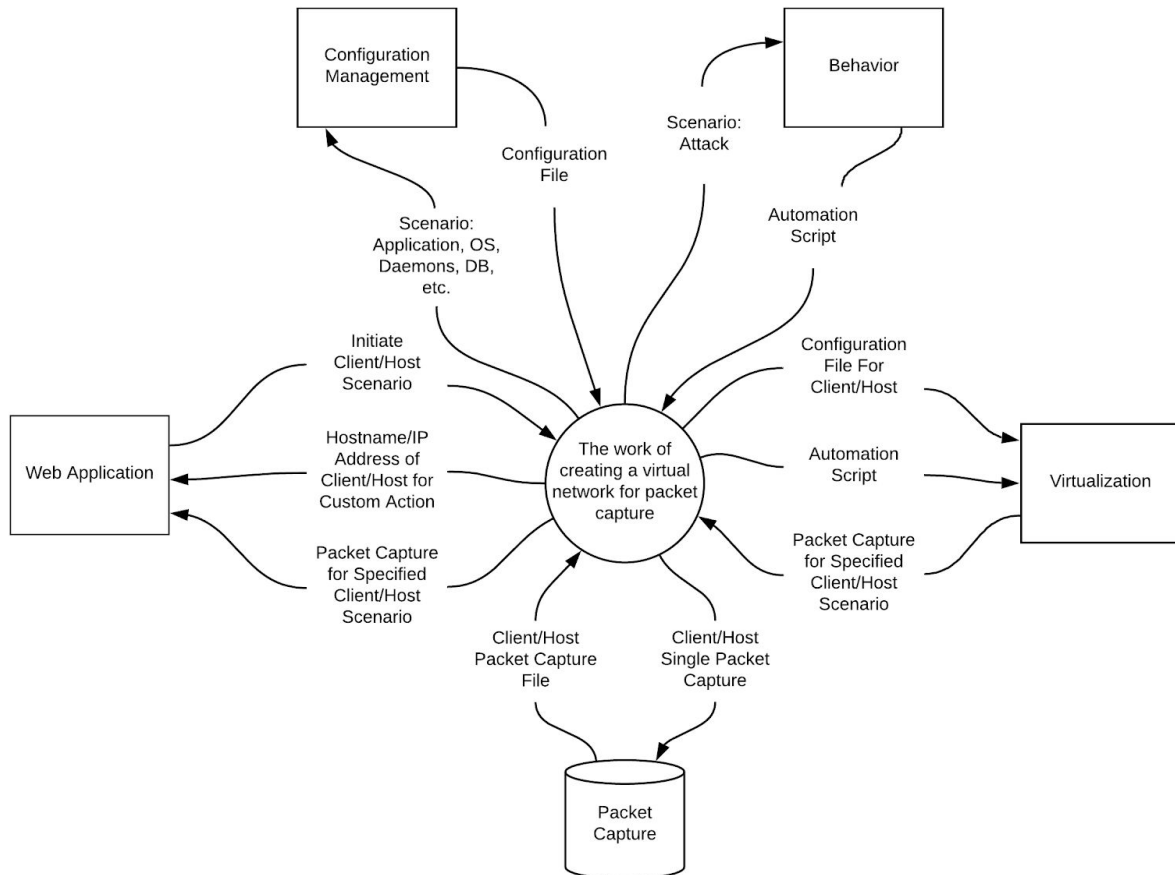 Configuration
Management
Behavior
Scenario:
Attack
Configuration
File
Automation
Script
Scenario:
Application, OS,
Daemons, DB,
etc.
Initiate
Client/Host
Scenario
Configuration
File For
Client/Host
Web Application
Hostname/IP
Address of
Client/Host for
Custom Action
The work of
creating a virtual
network for packet
capture
Automation
Script
Virtualization
Packet Capture
for Specified
Client/Host
Scenario
Packet Capture
for Specified
Client/Host
Scenario
Client/Host
Packet Capture
File
Client/Host
Single Packet
Capture
Packet
Capture